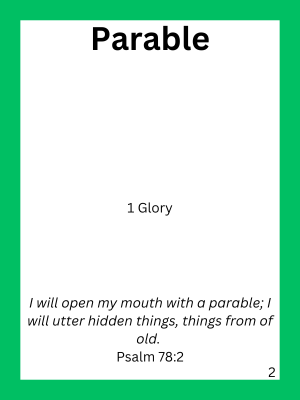 Parable
1 Glory
I will open my mouth with a parable; I
will utter hidden things, things from of
old.
Psalm 78:2
2